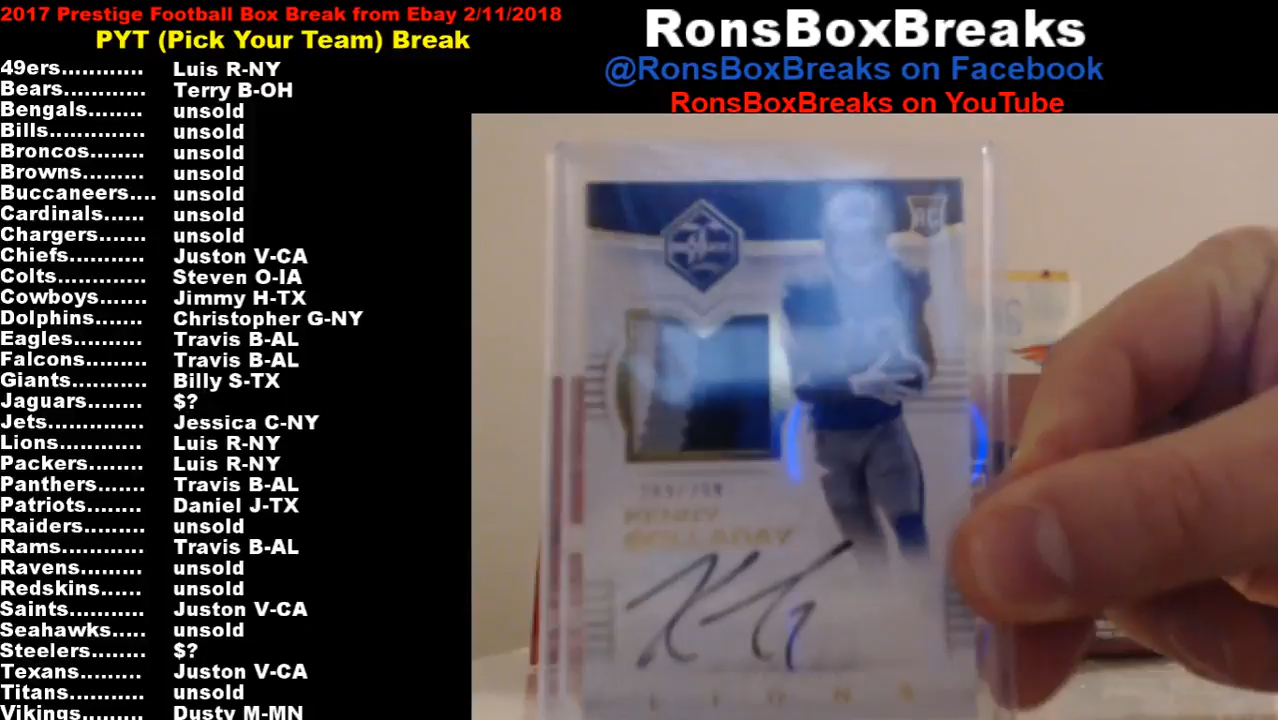 2017 Prestige Football Box Break from Ebay 2/11/2018
PYT (Pick Your Team) Break
49ers............ Luis R-NY
Bears............ Terry B-OH
Bengals........ unsold
Bills.............. unsold
Broncos........ unsold
Browns......... unsold
Buccaneers.... unsold
Cardinals...... unsold
Chargers....... unsold
Chiefs........... Juston V-CA
Colts............. Steven O-IA
Cowboys....... Jimmy H-TX
Dolphins....... Christopher G-NY
Eagles.......... Travis B-AL
Falcons......... Travis B-AL
Giants........... Billy S-TX
Jaguars........ $?
Jets.............. Jessica C-NY
Lions............ Luis R-NY
Packers........ Luis R-NY
Panthers....... Travis B-AL
Patriots........ Daniel J-TX
Raiders......... unsold
Rams............ Travis B-AL
Ravens......... unsold
Redskins...... unsold
Saints........... Juston V-CA
Seahawks..... unsold
Steelers........ $?
Texans......... Juston V-CA
Titans........... unsold
Vikings......... Dusty M-MN
RonsBoxBreaks
@RonsBoxBreaks on Facebook
RonsBoxBreaks on YouTube
RC
KENNY
GOLLADAY
LIONS